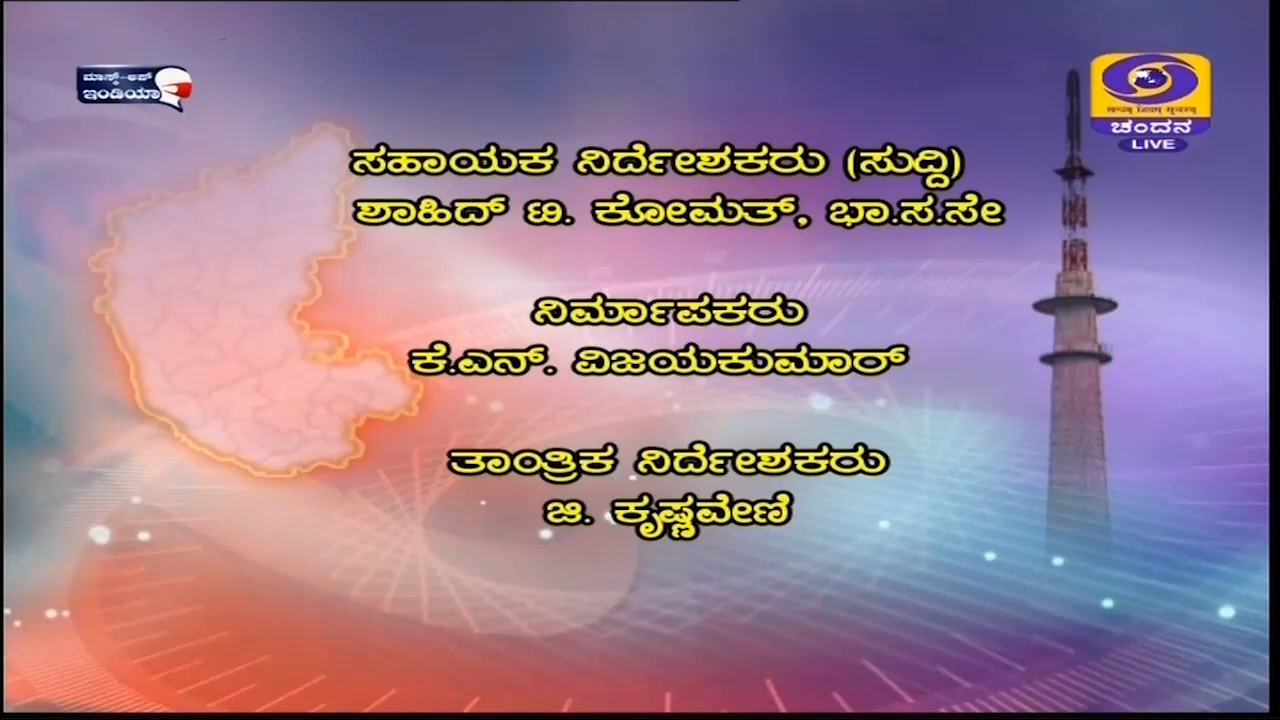 ಮಾಸ್ಕ್-ಅಪ್
ಇಂಡಿಯಾ
ಚಂದನ
LIVE
ಸಹಾಯಕ ನಿರ್ದೇಶಕರು (ಸುದ್ದಿ)
ಶಾಹಿದ್ ಟಿ. ಕೋಮತ್, ಭಾ.ಸ.ಸೇ
ನಿರ್ಮಾಪಕರು
ಕೆ.ಎನ್. ವಿಜಯಕುಮಾರ್
ತಾಂತ್ರಿಕ ನಿರ್ದೇಶಕರು
ಜಿ. ಕೃಷ್ಣವೇಣಿ